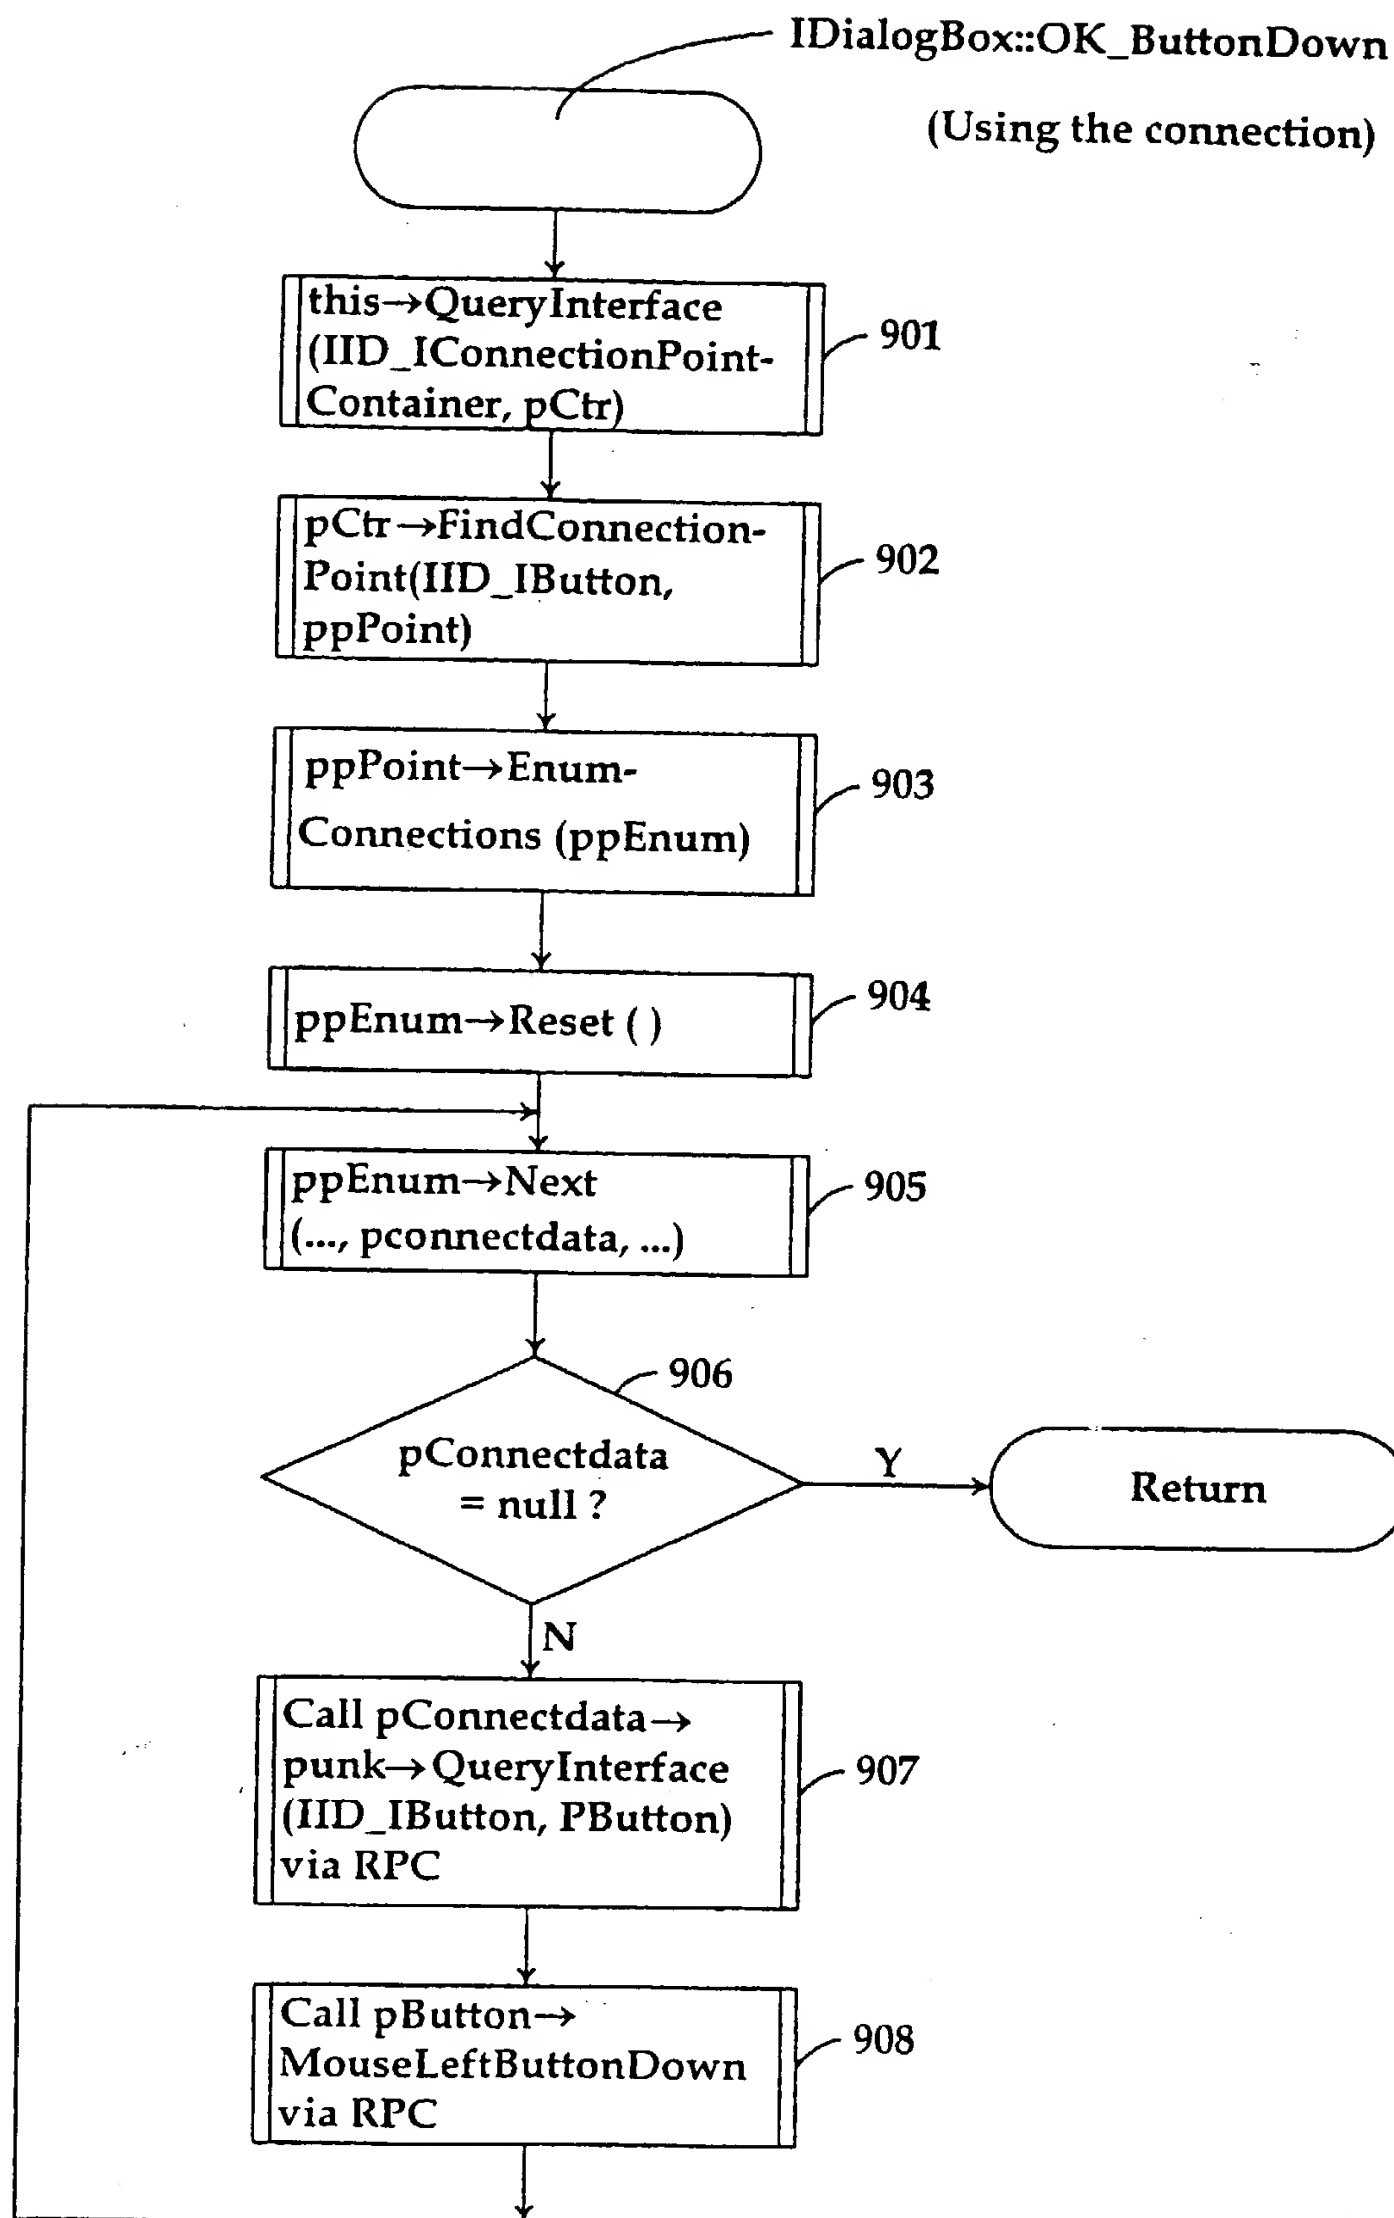 IDialogBox::OK_ButtonDown
(Using the connection)
this→QueryInterface
(IID_IConnectionPoint-
Container, pCtr)
901
pCtr→FindConnection-
Point(IID_IButton,
ppPoint)
902
ppPoint→Enum-
Connections (ppEnum)
903
ppEnum→Reset ( )
904
ppEnum→Next
(..., pconnectdata, ...)
905
906
pConnectdata
= null ?
Y
Return
N
Call pConnectdata→
punk→QueryInterface
(IID_IButton, PButton)
via RPC
907
Call pButton→
MouseLeftButtonDown
via RPC
908